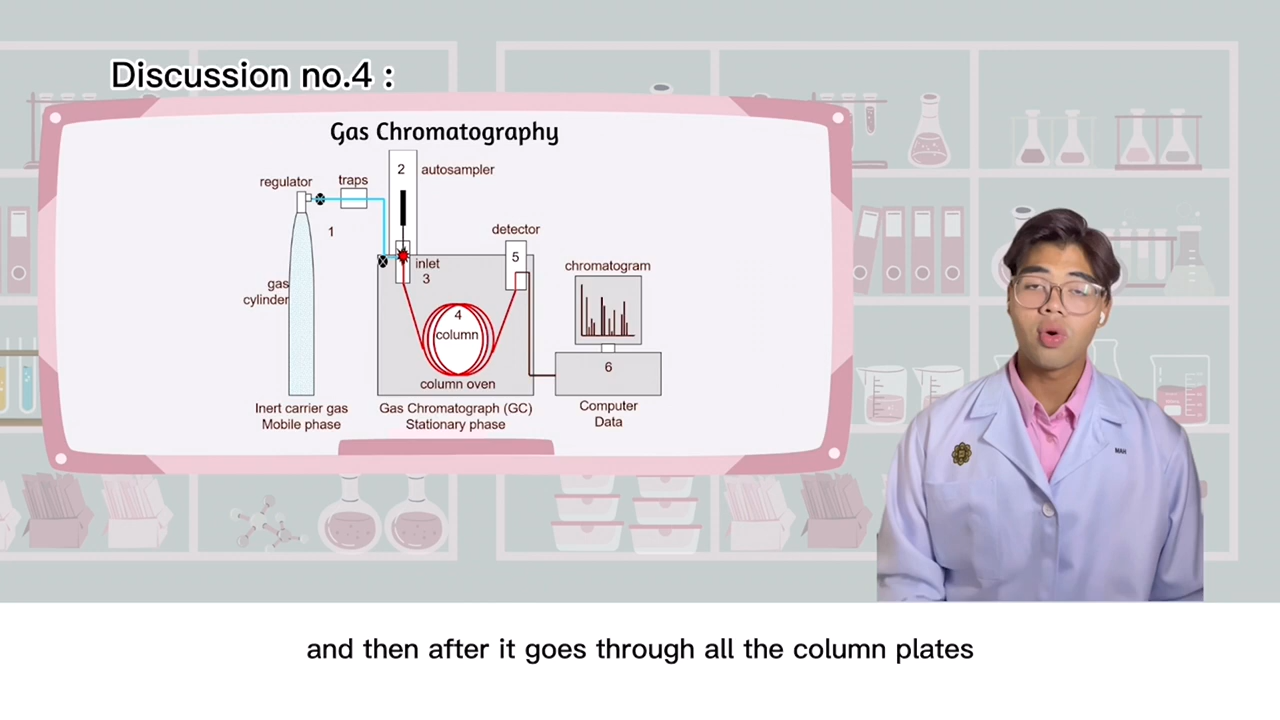 Discussion no.4 :
Gas Chromatography
2
autosampler
regulator
traps
1
detector
5
inlet
3
chromatogram
gas
cylinder
4
column
6
column oven
Inert carrier gas
Mobile phase
Gas Chromatograph (GC)
Stationary phase
Computer
Data
MAH
and then after it goes through all the column plates